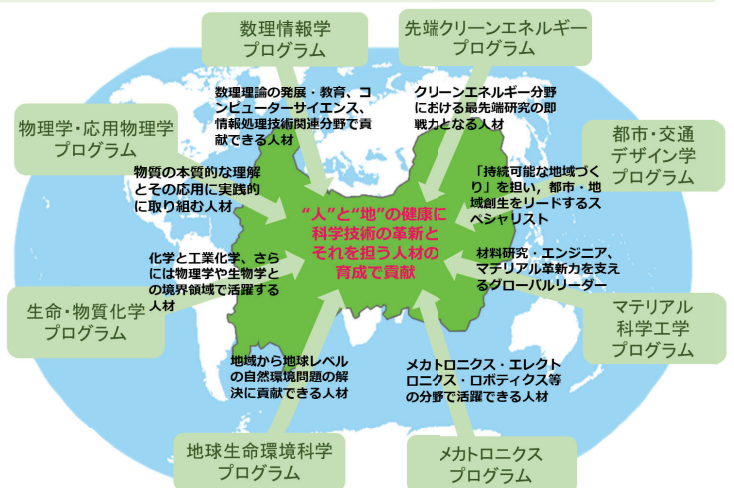 数理情報学
プログラム
先端クリーンエネルギー
プログラム
数理理論の発展・教育、コ
ンピューターサイエンス、
情報処理技術関連分野で貢
献できる人材
クリーンエネルギー分野
における最先端研究の即
戦力となる人材
物理学・応用物理学
プログラム
都市・交通
デザイン学
プログラム
物質の本質的な理解
とその応用に実践的
に取り組む人材
「持続可能な地域づく
り」を担い，都市・地
域創生をリードするス
ペシャリスト
“人”と“地”の健康に
科学技術の革新と
それを担う人材の
育成で貢献
化学と工業化学、さら
には物理学や生物学と
の境界領域で活躍する
人材
材料研究・エンジニア、
マテリアル革新力を支え
るグローバルリーダー
生命・物質化学
プログラム
マテリアル
科学工学
プログラム
地域から地球レベル
の自然環境問題の解
決に貢献できる人材
メカトロニクス・エレクト
ロニクス・ロボティクス等
の分野で活躍できる人材
地球生命環境科学
プログラム
メカトロニクス
プログラム